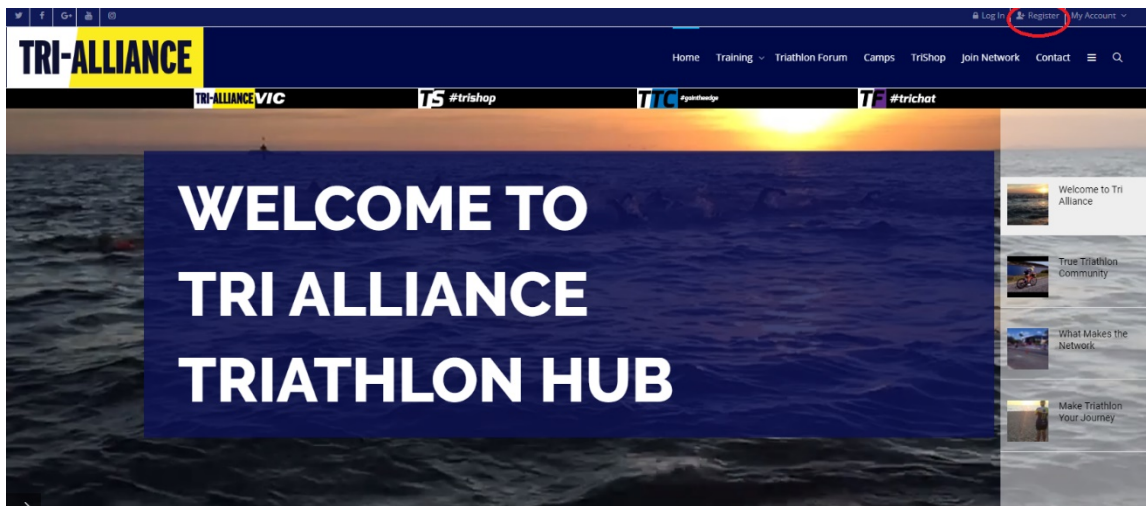 G+
Log In
Register
My Account
TRI-ALLIANCE
Home Training Triathlon Forum Camps TriShop Join Network Contact
TRI-ALLIANCE VIC
TS #trishop
TTC #gaintheedge
TF #trichat
WELCOME TO
TRI ALLIANCE
TRIATHLON HUB
Welcome to Tri
Alliance
True Triathlon
Community
What Makes the
Network
Make Triathlon
Your Journey